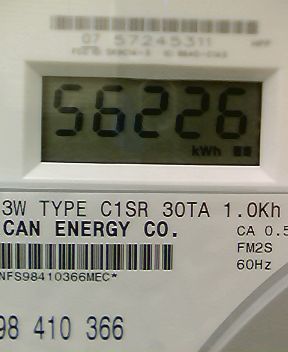 07 57245311
56226
kWh
3W TYPE C1SR 30TA 1.0Kh
CAN ENERGY CO.
CA 0.5
FM2S
60Hz
NFS98410366MEC*
98 410 366